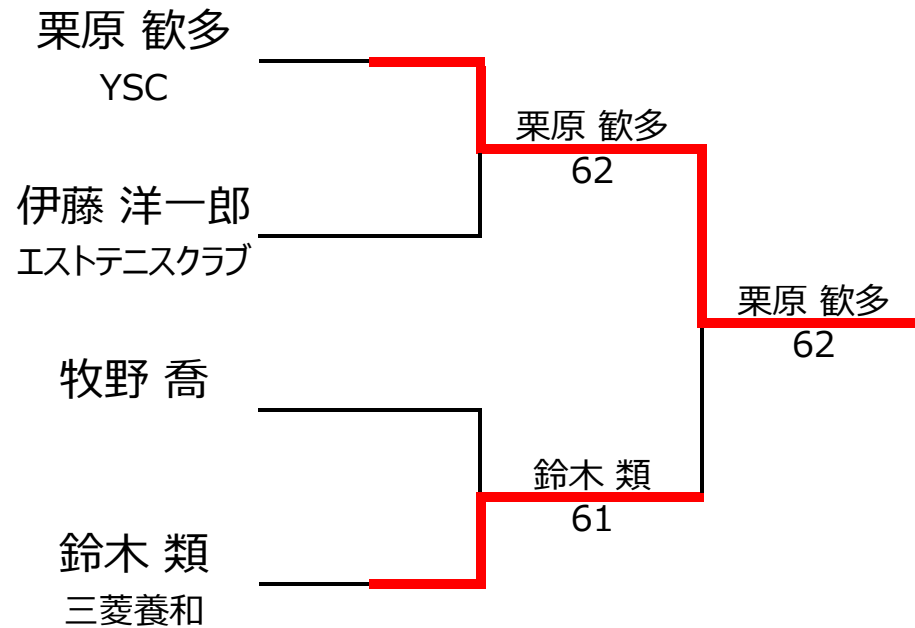 栗原 歓多
YSC
栗原 歓多
62
伊藤 洋一郎
エストテニスクラブ
栗原 歓多
62
牧野 喬
鈴木 類
61
鈴木 類
三菱養和